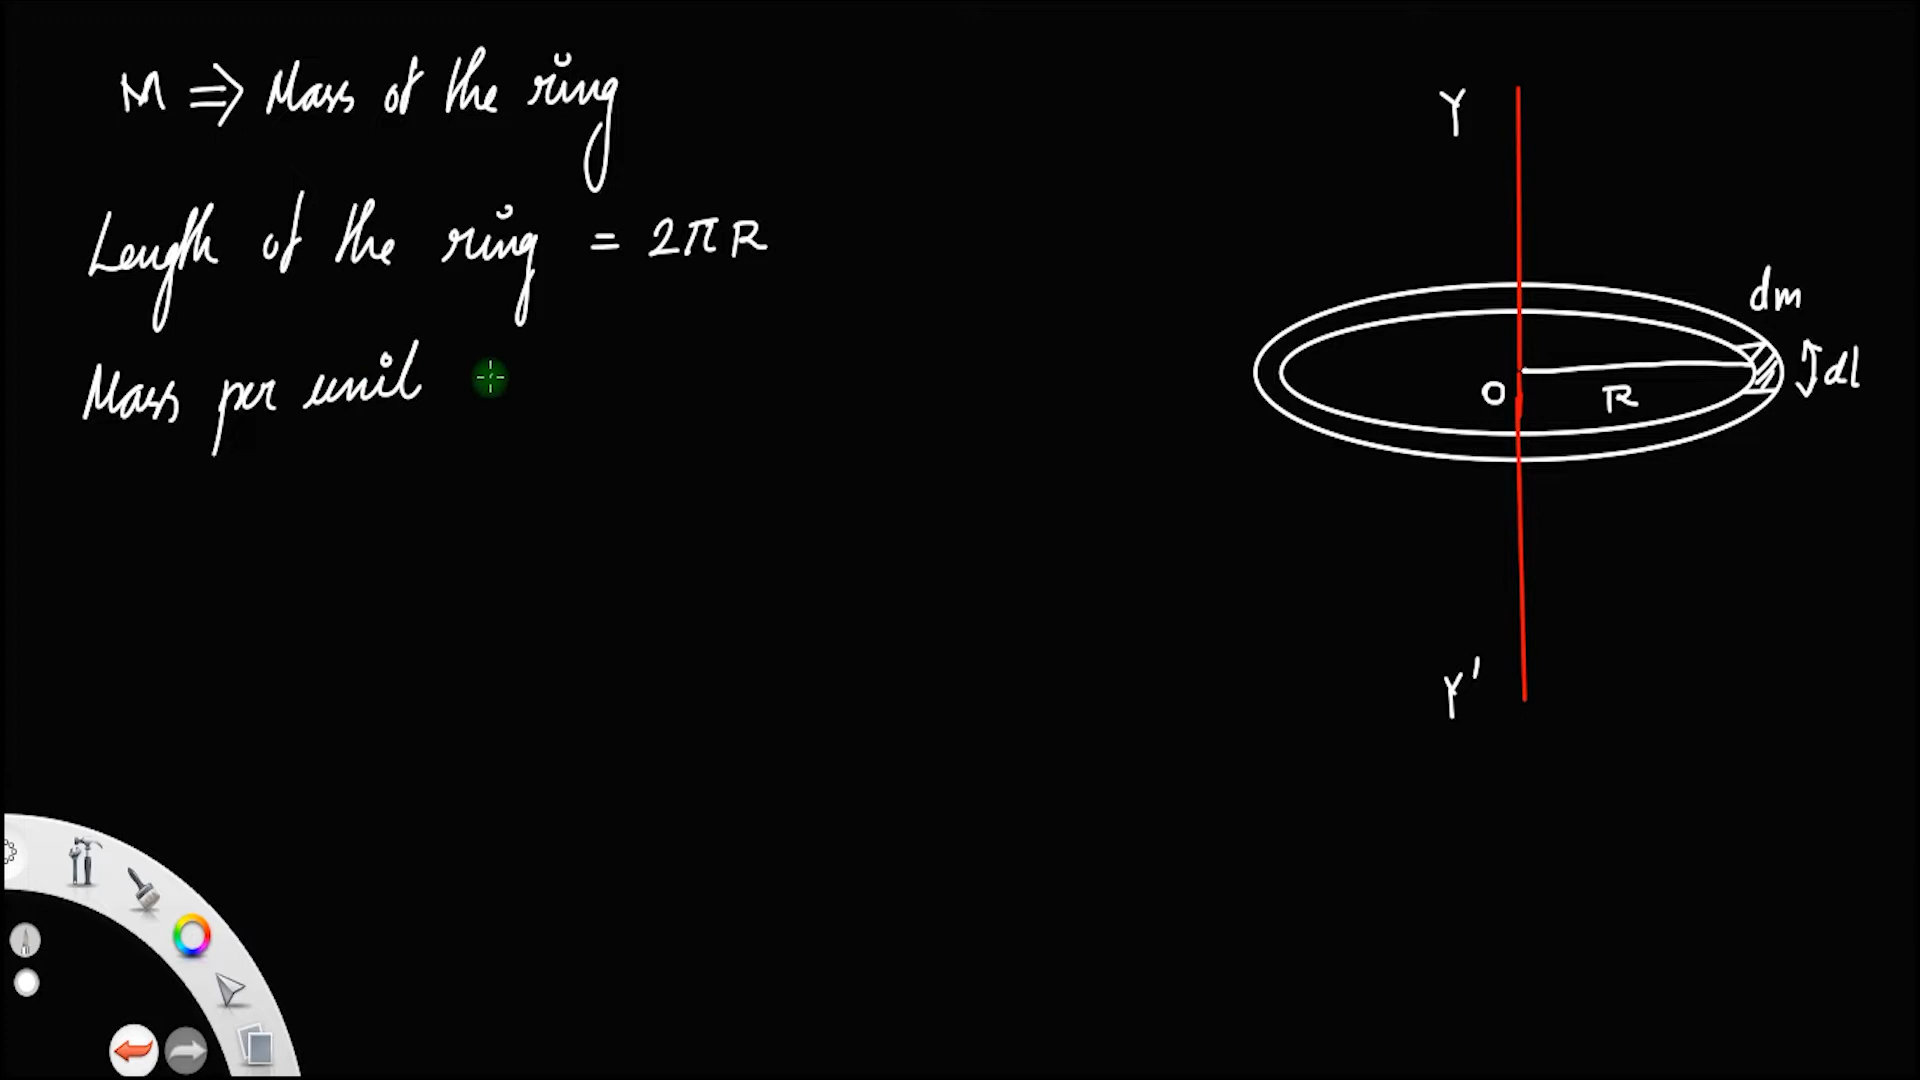 M ⇒ Mass of the ring
Length of the ring = 2πR
Mass per unit
Y
dm
dl
O
R
Y'